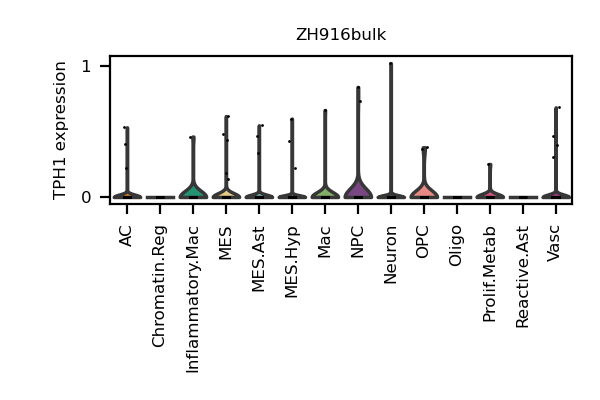 ZH916bulk
TPH1 expression
1
0
AC
Chromatin.Reg
Inflammatory.Mac
MES
MES.Ast
MES.Hyp
Mac
NPC
Neuron
OPC
Oligo
Prolif.Metab
Reactive.Ast
Vasc